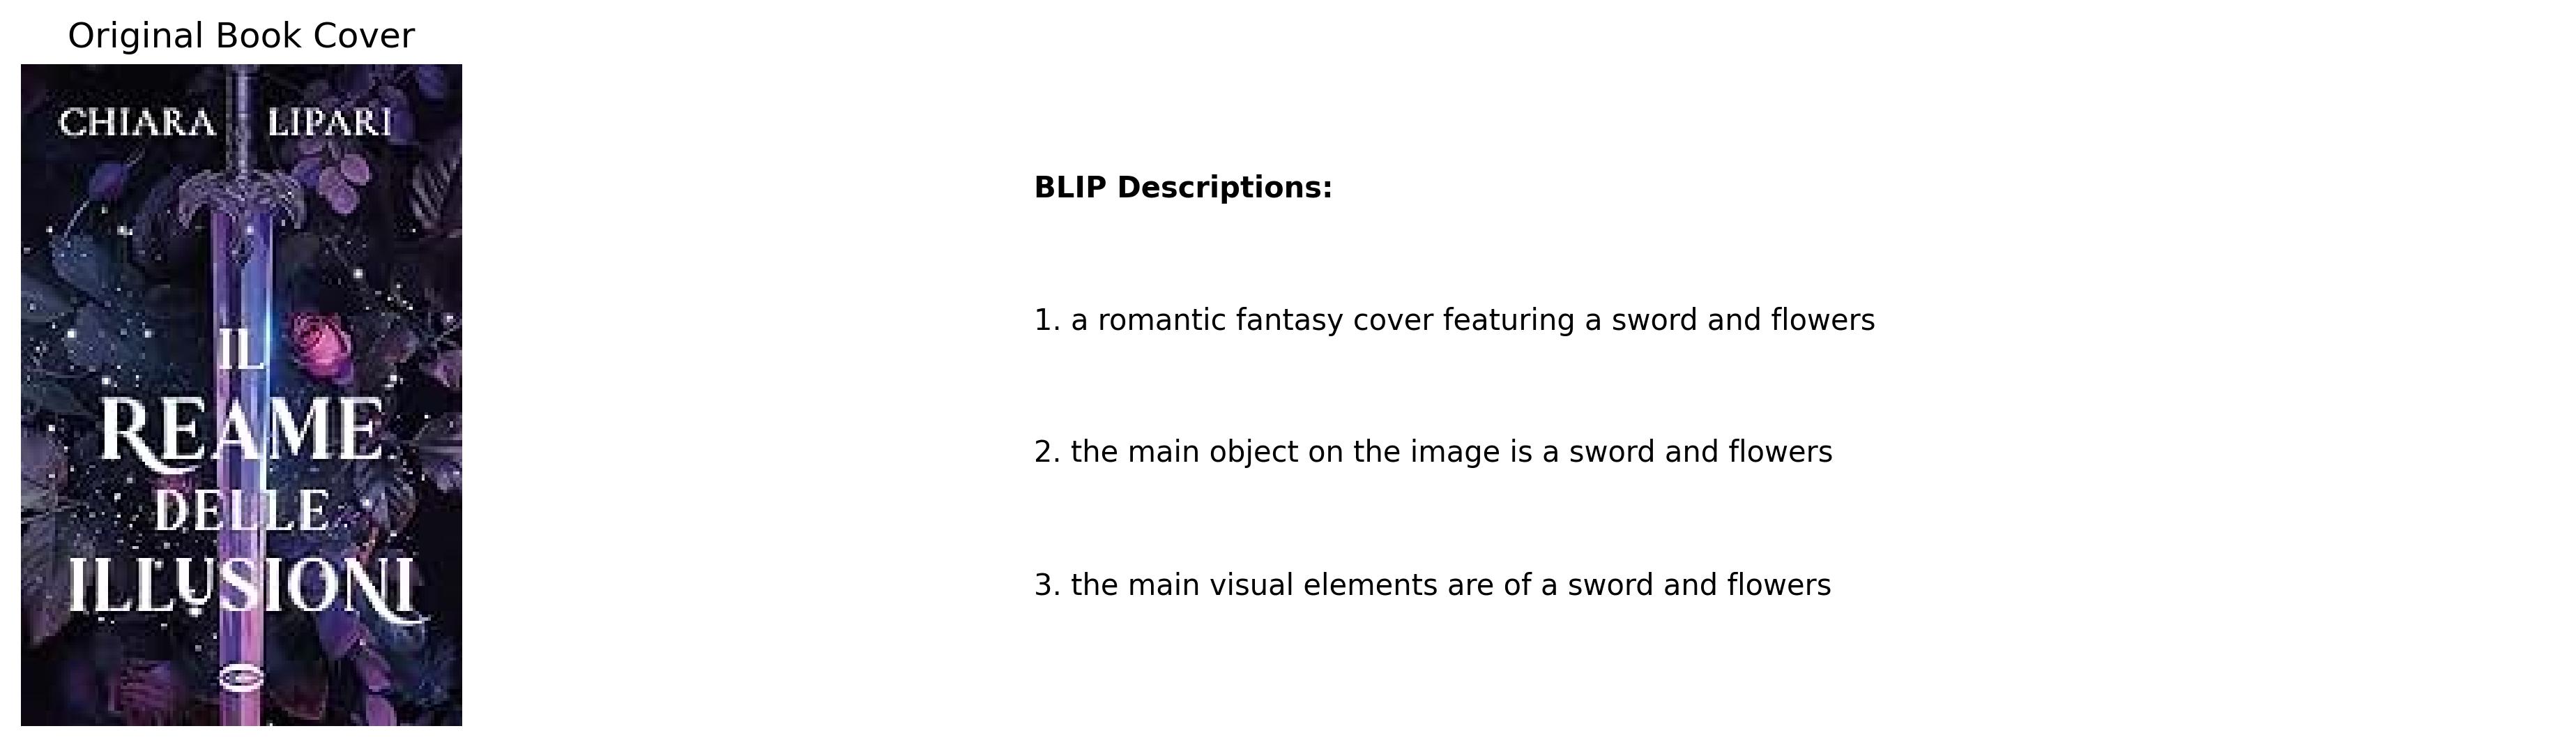 Original Book Cover
CHIARA LIPARI
IL
REAME
DELLE
ILLUSIONI
BLIP Descriptions:
1. a romantic fantasy cover featuring a sword and flowers
2. the main object on the image is a sword and flowers
3. the main visual elements are of a sword and flowers